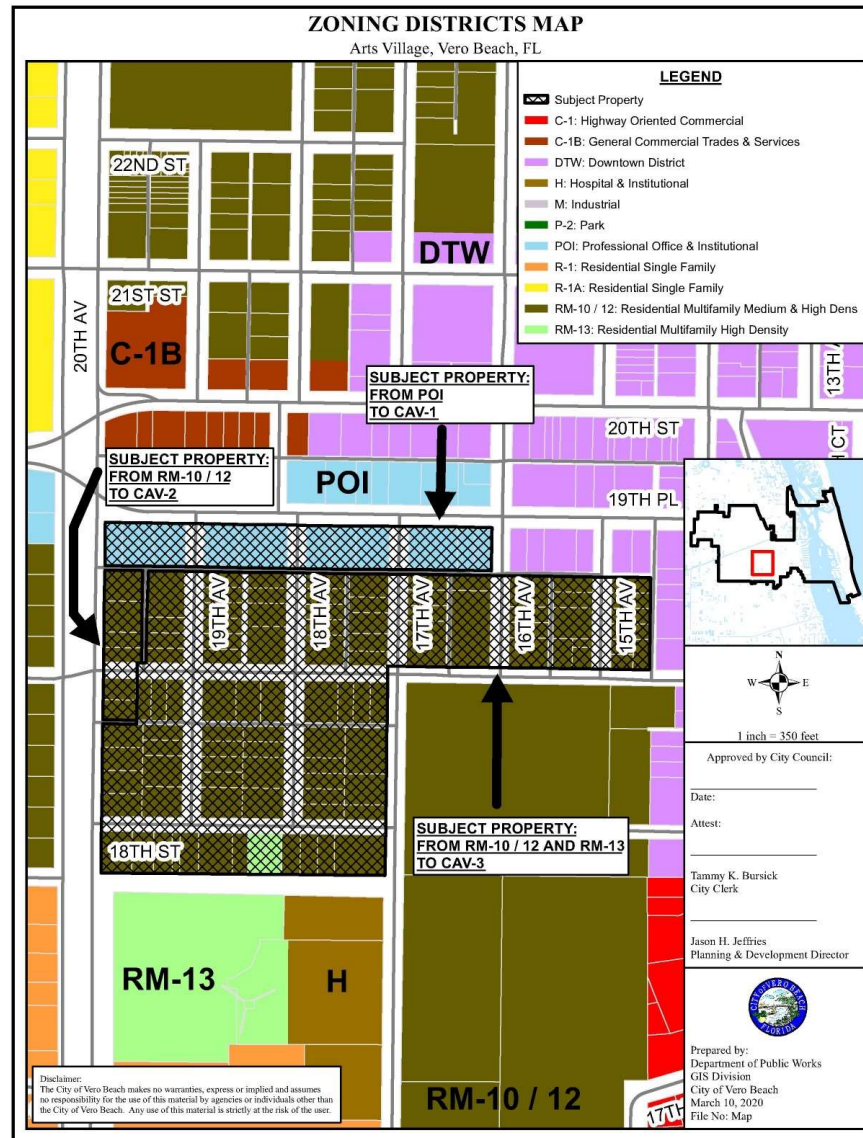 ZONING DISTRICTS MAP
Arts Village, Vero Beach, FL
LEGEND
Subject Property
C-1: Highway Oriented Commercial
C-1B: General Commercial Trades & Services
DTW: Downtown District
H: Hospital & Institutional
M: Industrial
P-2: Park
POI: Professional Office & Institutional
R-1: Residential Single Family
R-1A: Residential Single Family
RM-10 / 12: Residential Multifamily Medium & High Dens
RM-13: Residential Multifamily High Density
22ND ST
DTW
21ST ST
20TH AV
C-1B
SUBJECT PROPERTY:
FROM POI
TO CAV-1
13TH A
20TH ST
CT
SUBJECT PROPERTY:
FROM RM-10 / 12
TO CAV-2
POI
19TH PL
19TH AV
18TH AV
17TH AV
16TH AV
15TH AV
N
W
E
S
1 inch = 350 feet
SUBJECT PROPERTY:
FROM RM-10 / 12 AND RM-13
TO CAV-3
18TH ST
Approved by City Council:
Date:
Attest:
Tammy K. Bursick
City Clerk
Jason H. Jeffries
Planning & Development Director
RM-13
H
CITY OF VERO BEACH
FLORIDA
Prepared by:
Department of Public Works
GIS Division
City of Vero Beach
March 10, 2020
File No: Map
RM-10 / 12
17TH
Disclaimer:
The City of Vero Beach makes no warranties, express or implied and assumes
no responsibility for the use of this material by agencies or individuals other than
the City of Vero Beach. Any use of this material is strictly at the risk of the user.